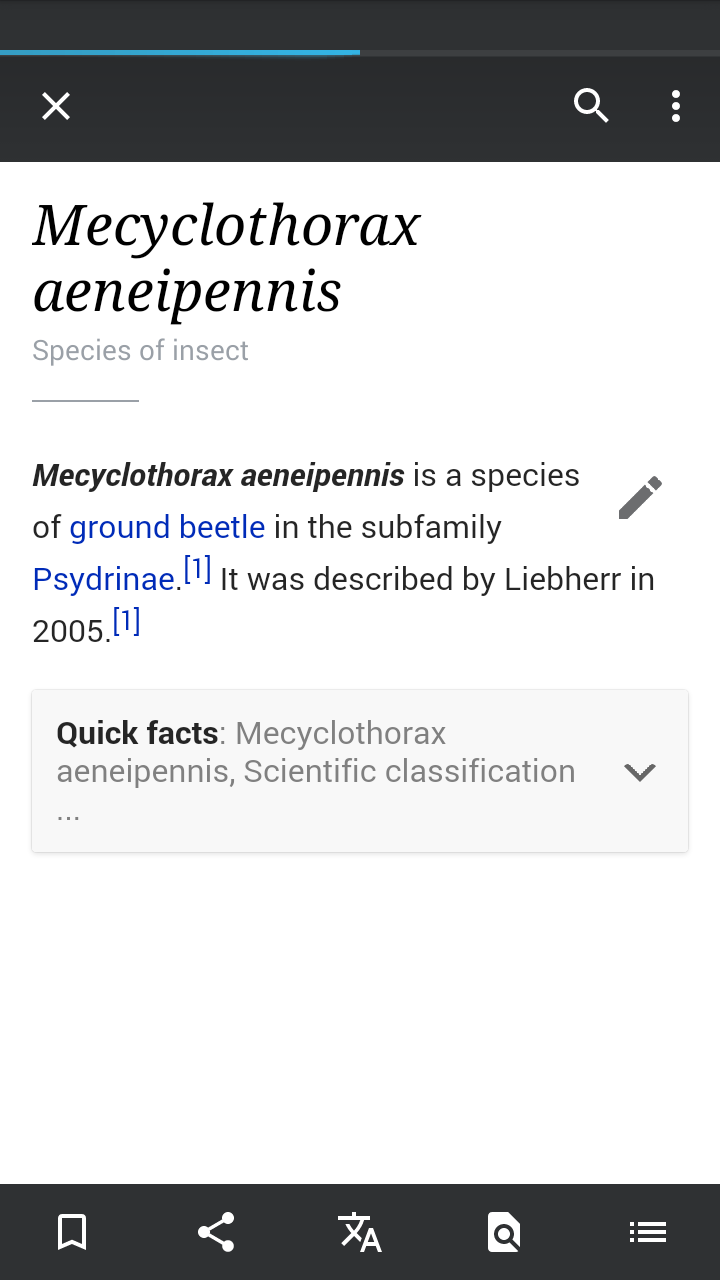 Mecyclothorax
aeneipennis
Species of insect
Mecyclothorax aeneipennis is a species
of ground beetle in the subfamily
Psydrinae.[1] It was described by Liebherr in
2005.[1]
Quick facts: Mecyclothorax
aeneipennis, Scientific classification
...